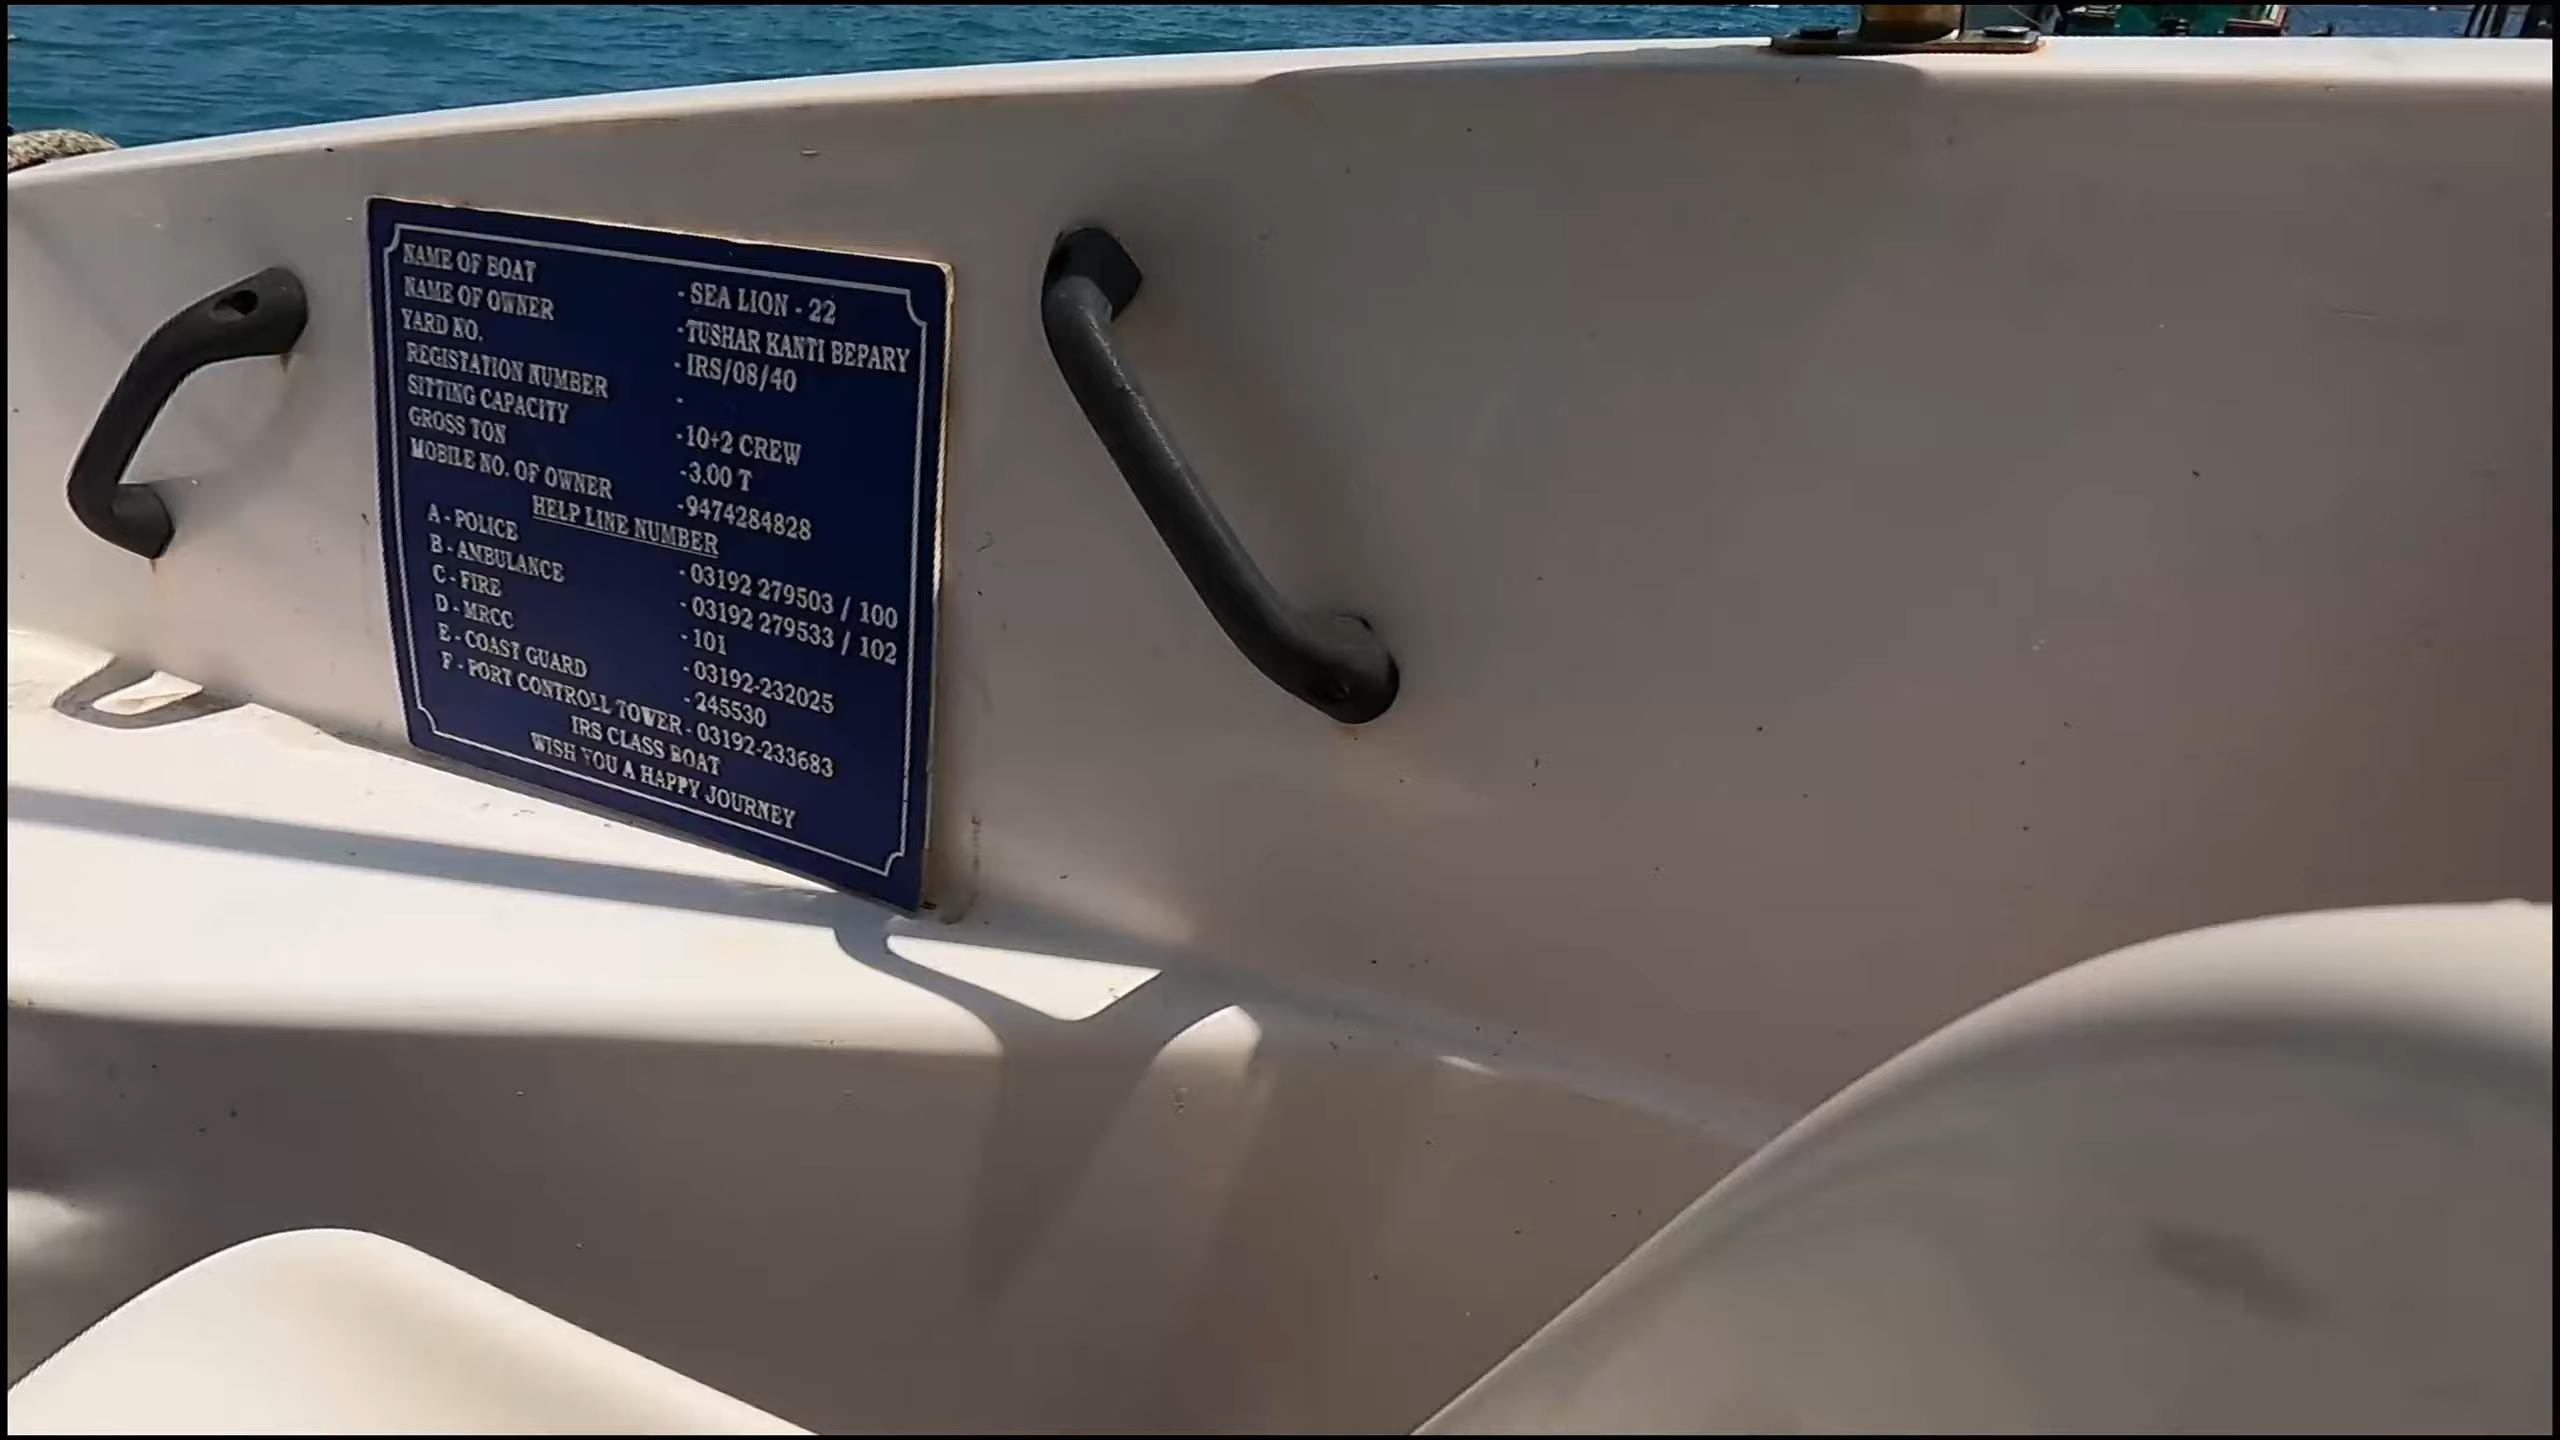 NAME OF BOAT - SEA LION - 22
NAME OF OWNER - TUSHAR KANTI BEPARY
YARD NO. - IRS/08/40
REGISTATION NUMBER -
SITTING CAPACITY - 10+2 CREW
GROSS TON - 3.00 T
MOBILE NO. OF OWNER - 9474284828
HELP LINE NUMBER
A - POLICE - 03192 279503 / 100
B - AMBULANCE - 03192 279533 / 102
C - FIRE - 101
D - MRCC - 03192-232025
E - COAST GUARD - 245530
F - PORT CONTROLL TOWER - 03192-233683
IRS CLASS BOAT
WISH YOU A HAPPY JOURNEY